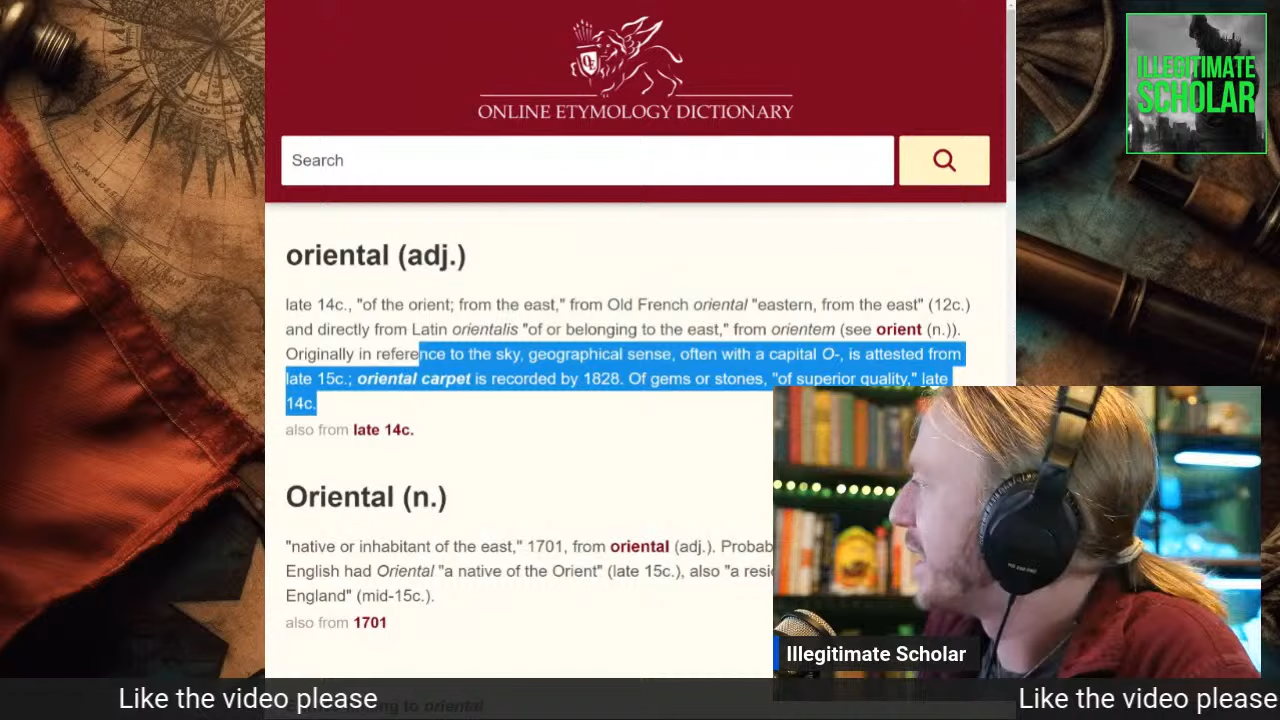 ONLINE ETYMOLOGY DICTIONARY
Search
ILLEGITIMATE
SCHOLAR
oriental (adj.)
late 14c., "of the orient; from the east," from Old French oriental "eastern, from the east" (12c.)
and directly from Latin orientalis "of or belonging to the east," from orientem (see orient (n.)).
Originally in reference to the sky, geographical sense, often with a capital O-, is attested from
late 15c.; oriental carpet is recorded by 1828. Of gems or stones, "of superior quality," late
14c.
also from late 14c.
Oriental (n.)
"native or inhabitant of the east," 1701, from oriental (adj.). Probab
English had Oriental "a native of the Orient" (late 15c.), also "a resi
England" (mid-15c.).
also from 1701
Illegitimate Scholar
oriental
Like the video please
Like the video please